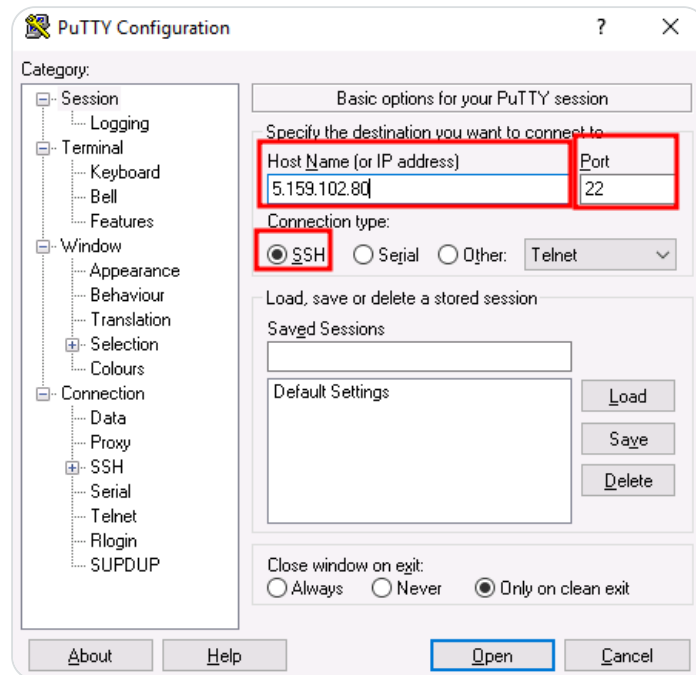 PuTTY Configuration
? ×
Category:
Session
Logging
Terminal
Keyboard
Bell
Features
Window
Appearance
Behaviour
Translation
Selection
Colours
Connection
Data
Proxy
SSH
Serial
Telnet
Rlogin
SUPDUP
Basic options for your PuTTY session
Specify the destination you want to connect to
Host Name (or IP address) Port
5.159.102.80 22
Connection type:
SSH Serial Other: Telnet
Load, save or delete a stored session
Saved Sessions
Default Settings
Load
Save
Delete
Close window on exit:
Always Never Only on clean exit
About Help Open Cancel